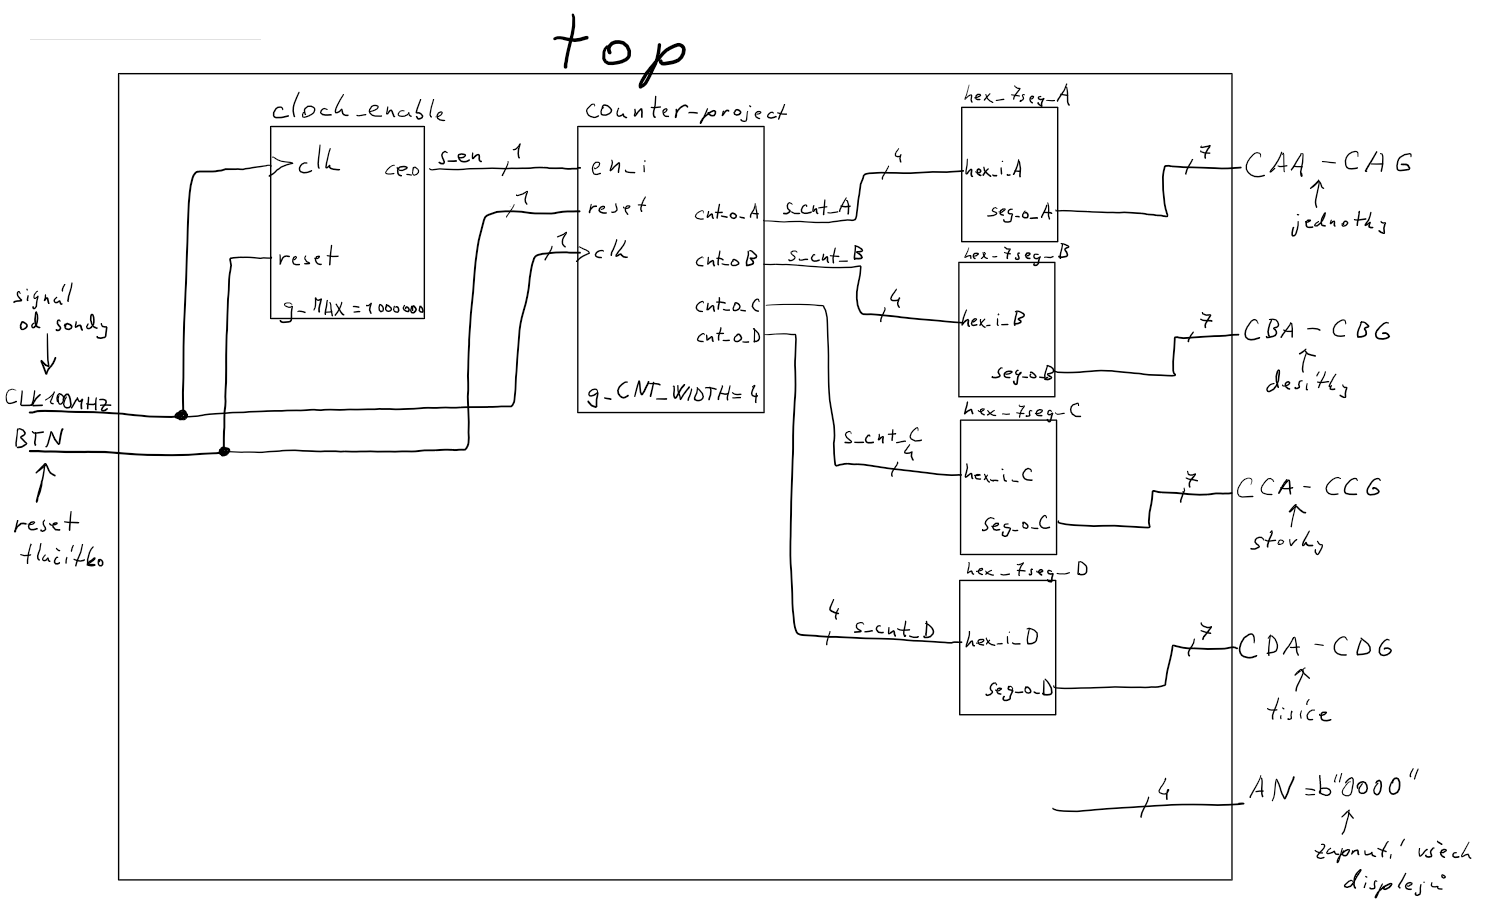 top
clock_enable
clk
ce_o
reset
g_MAX = 1000000
s_en
1
1
1
counter-project
en_i
reset
clk
cnt_o_A
cnt_o_B
cnt_o_C
cnt_o_D
g_CNT_WIDTH = 4
signál
od sondy
CLK100MHZ
BTN
reset
tlačítko
s_cnt_A
4
s_cnt_B
4
s_cnt_C
4
4
s_cnt_D
hex_7seg_A
hex_i_A
seg_o_A
hex_7seg_B
hex_i_B
seg_o_B
hex_7seg_C
hex_i_C
seg_o_C
hex_7seg_D
hex_i_D
seg_o_D
7
CAA - CAG
jednotky
7
CBA - CBG
desítky
7
CCA - CCG
stovky
7
CDA - CDG
tisíce
4
AN = b"0000"
zapnutí všech
displejů